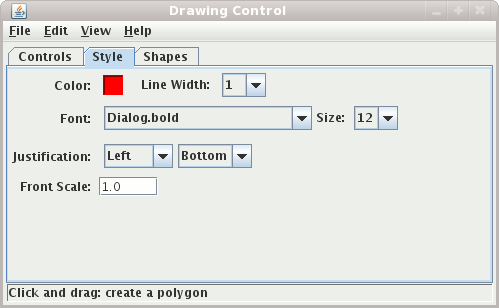 Drawing Control
File Edit View Help
Controls Style Shapes
Color: Line Width: 1
Font: Dialog.bold Size: 12
Justification: Left Bottom
Front Scale: 1.0
Click and drag: create a polygon